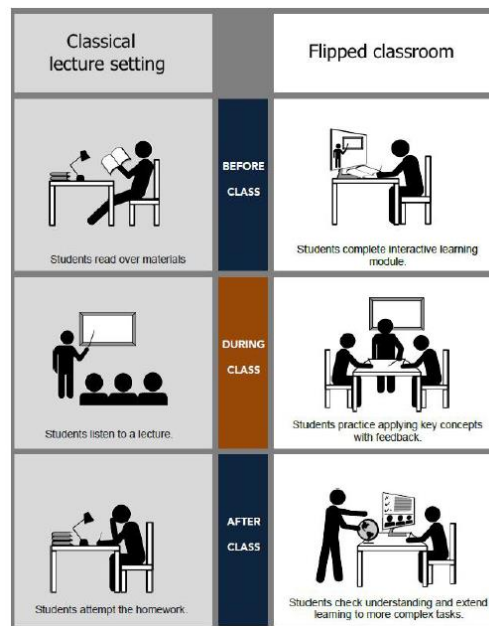 Classical
lecture setting
Flipped classroom
BEFORE
CLASS
Students read over materials
Students complete interactive learning
module.
DURING
CLASS
Students listen to a lecture.
Students practice applying key concepts
with feedback.
AFTER
CLASS
Students attempt the homework.
Students check understanding and extend
learning to more complex tasks.